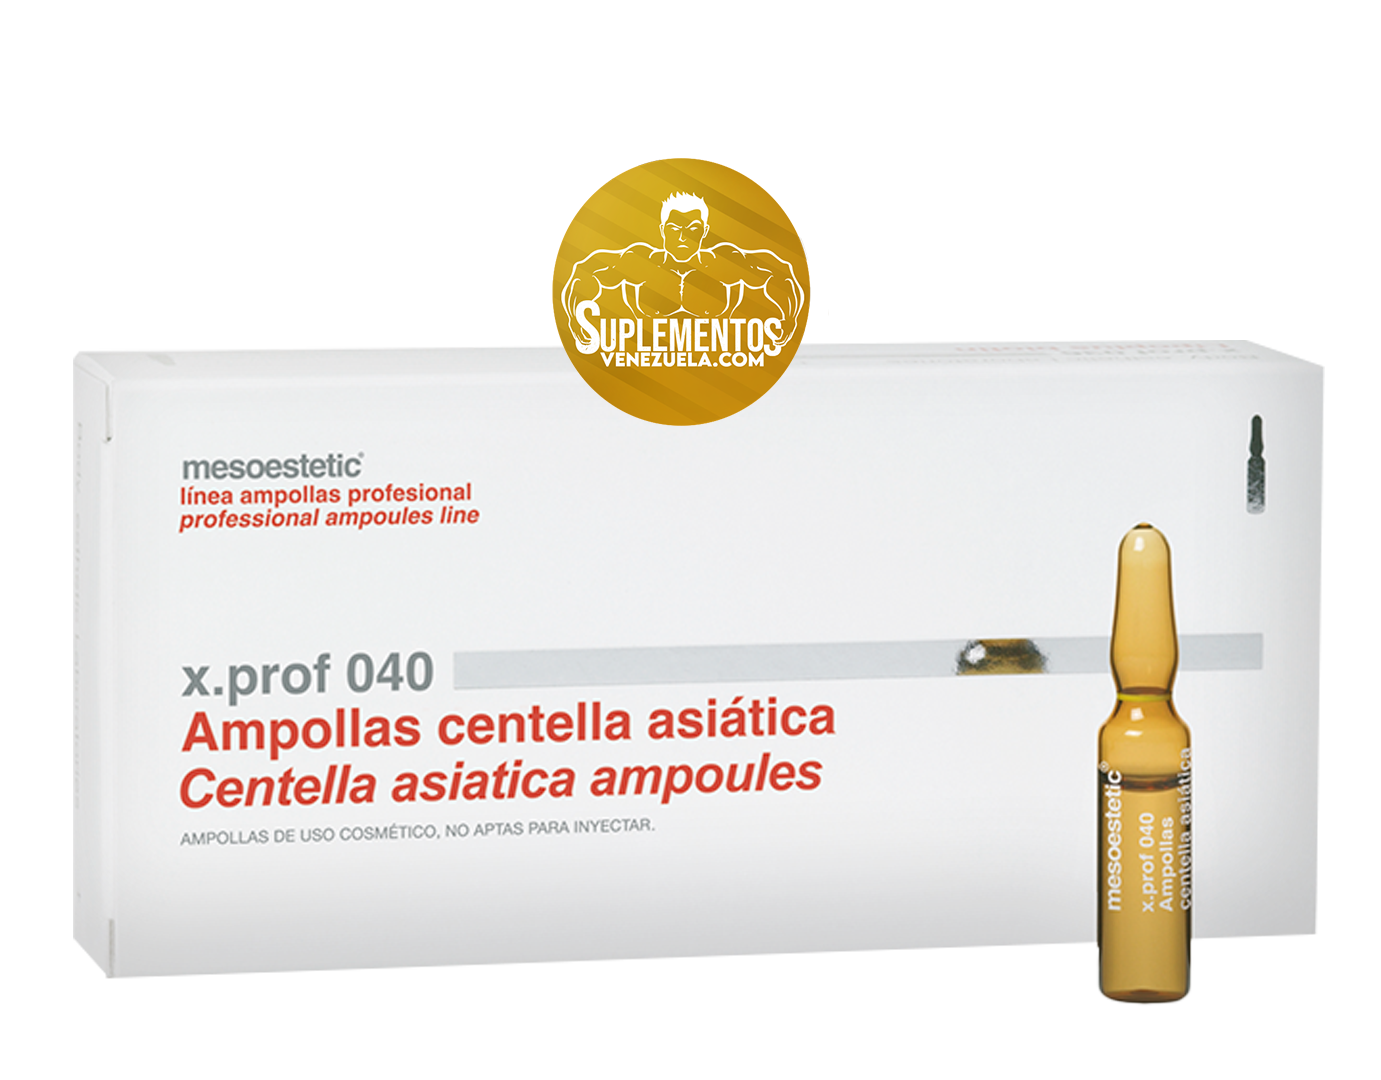 SUPLEMENTOS
VENEZUELA.COM
mesoestetic®
línea ampollas profesional
professional ampoules line
x.prof 040
Ampollas centella asiática
Centella asiatica ampoules
AMPOLLAS DE USO COSMÉTICO, NO APTAS PARA INYECTAR.
mesoestetic®
x.prof 040
Ampollas
centella asiática